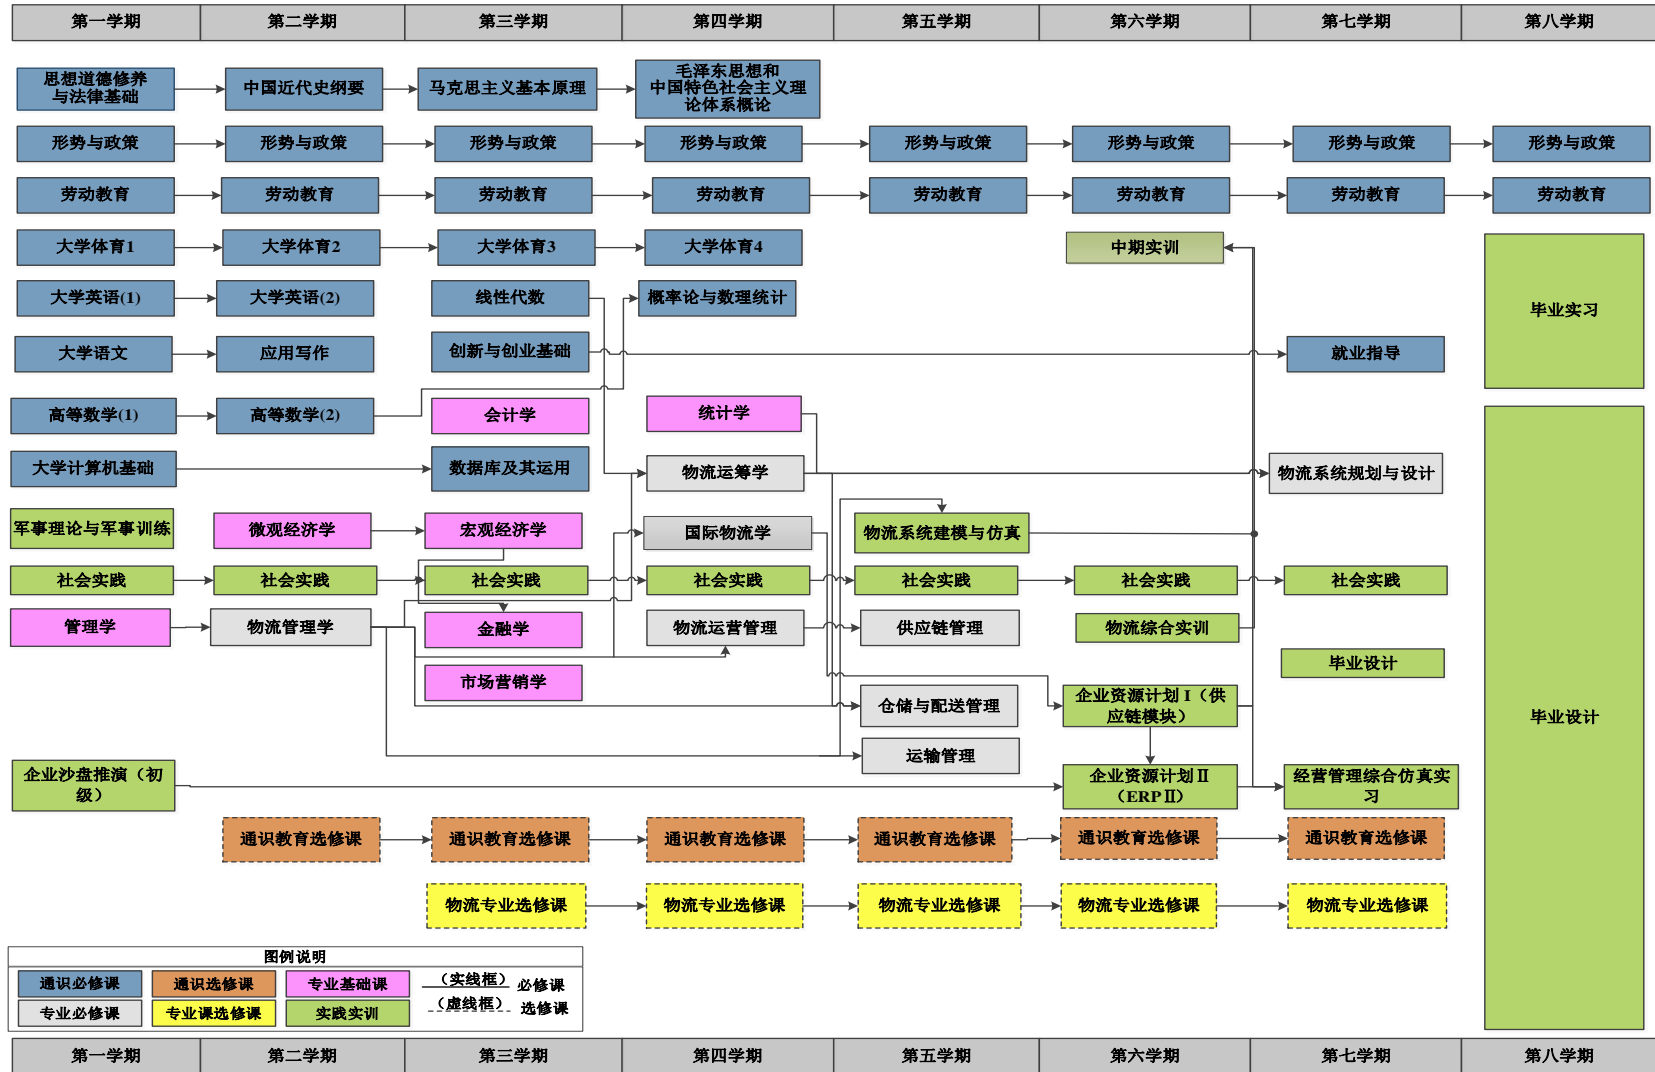 第一学期 第二学期 第三学期 第四学期 第五学期 第六学期 第七学期 第八学期
思想道德修养
与法律基础
中国近代史纲要
马克思主义基本原理
毛泽东思想和
中国特色社会主义理
论体系概论
形势与政策 形势与政策 形势与政策 形势与政策 形势与政策 形势与政策 形势与政策 形势与政策
劳动教育 劳动教育 劳动教育 劳动教育 劳动教育 劳动教育 劳动教育 劳动教育
大学体育1 大学体育2 大学体育3 大学体育4 中期实训
大学英语(1) 大学英语(2) 线性代数 概率论与数理统计 毕业实习
大学语文 应用写作 创新与创业基础 就业指导
高等数学(1) 高等数学(2) 会计学 统计学
大学计算机基础 数据库及其运用 物流运筹学 物流系统规划与设计
军事理论与军事训练 微观经济学 宏观经济学 国际物流学 物流系统建模与仿真
社会实践 社会实践 社会实践 社会实践 社会实践 社会实践 社会实践
管理学 物流管理学 金融学 物流运营管理 供应链管理 物流综合实训
毕业设计
市场营销学
仓储与配送管理
企业资源计划 I（供
应链模块）
毕业设计
运输管理
企业沙盘推演（初
级）
企业资源计划Ⅱ
（ERPⅡ）
经营管理综合仿真实
习
通识教育选修课 通识教育选修课 通识教育选修课 通识教育选修课 通识教育选修课 通识教育选修课
物流专业选修课 物流专业选修课 物流专业选修课 物流专业选修课 物流专业选修课
图例说明
通识必修课 通识选修课 专业基础课 （实线框） 必修课
专业必修课 专业课选修课 实践实训 （虚线框） 选修课
第一学期 第二学期 第三学期 第四学期 第五学期 第六学期 第七学期 第八学期